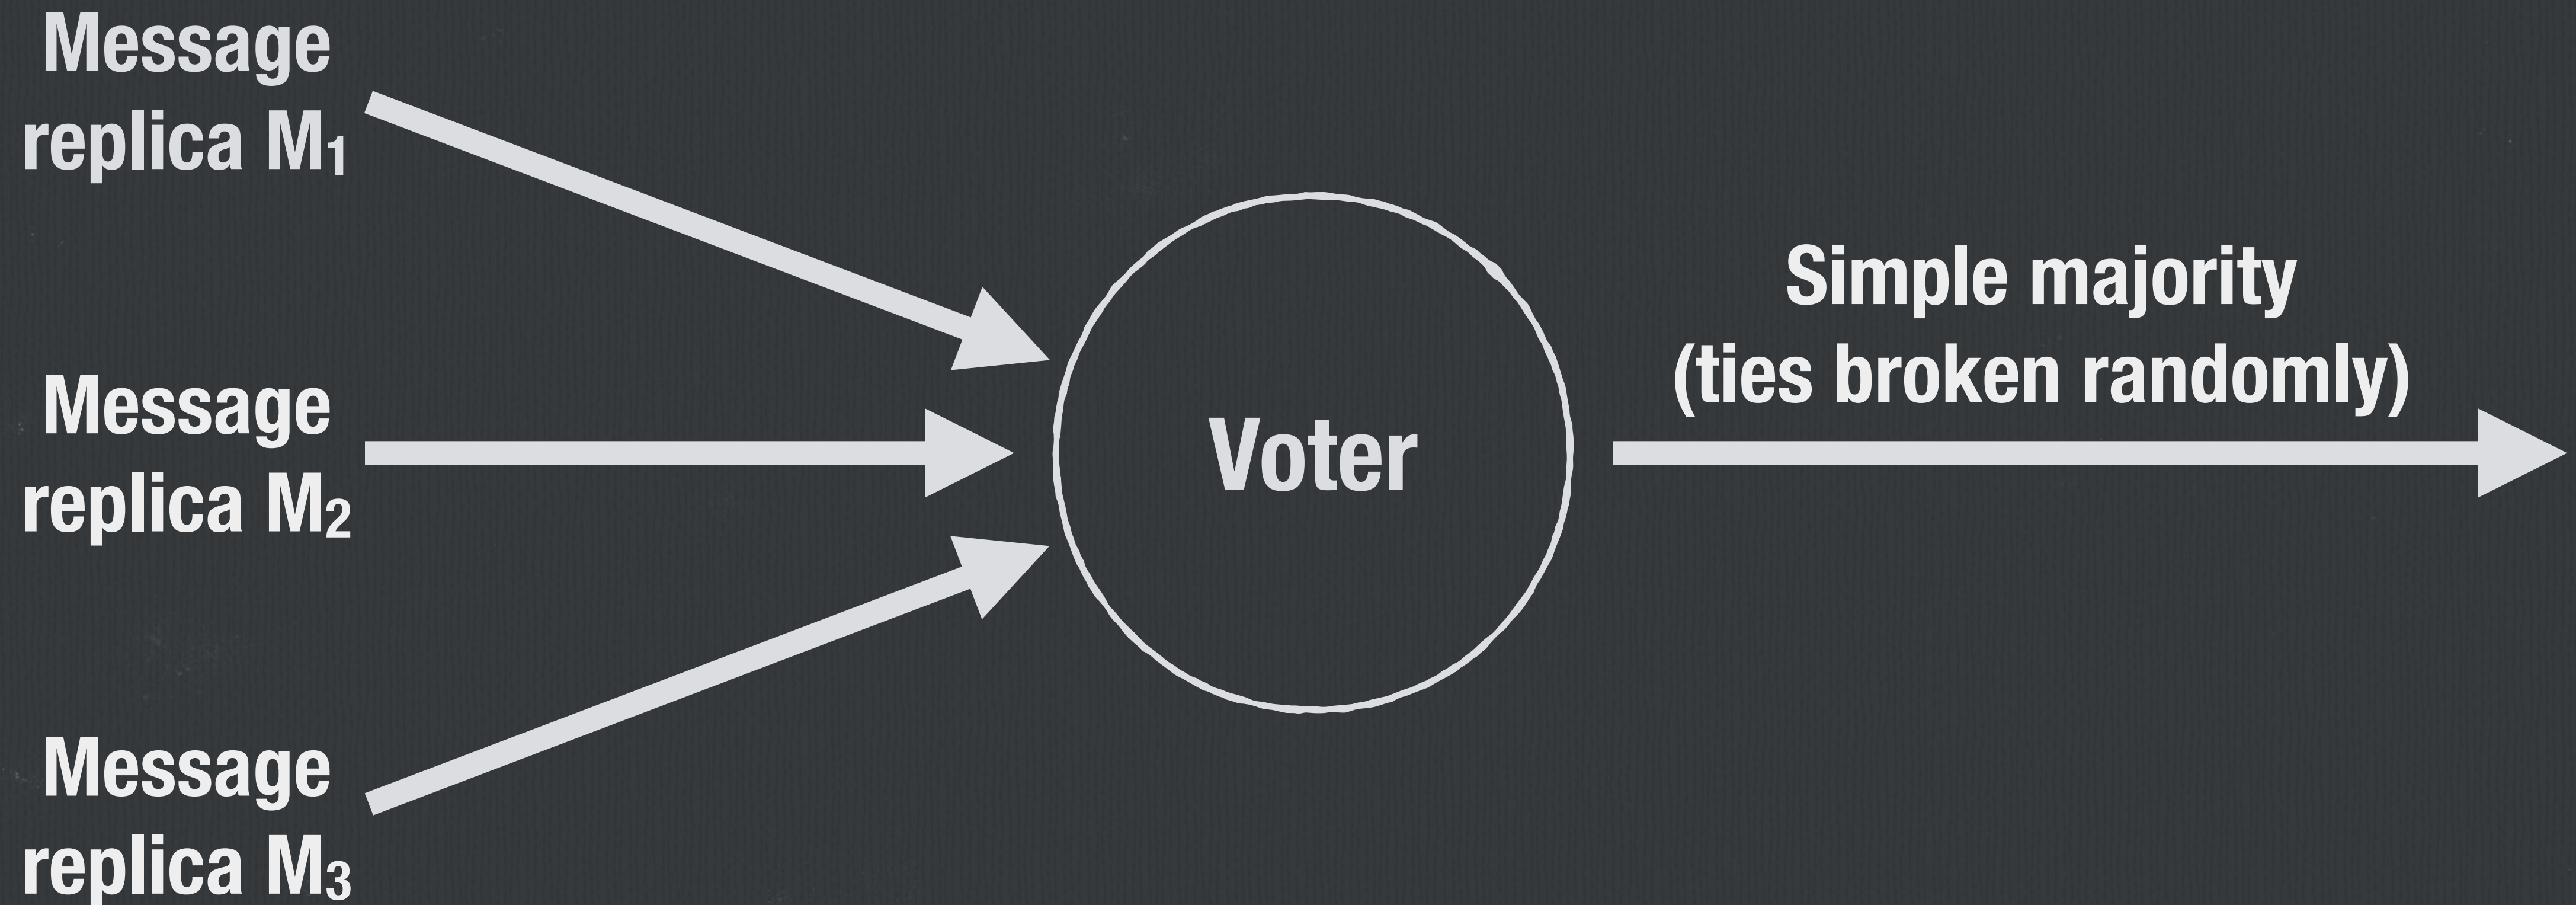 Message
replica M₁
Message
replica M₂
Message
replica M₃
Voter
Simple majority
(ties broken randomly)